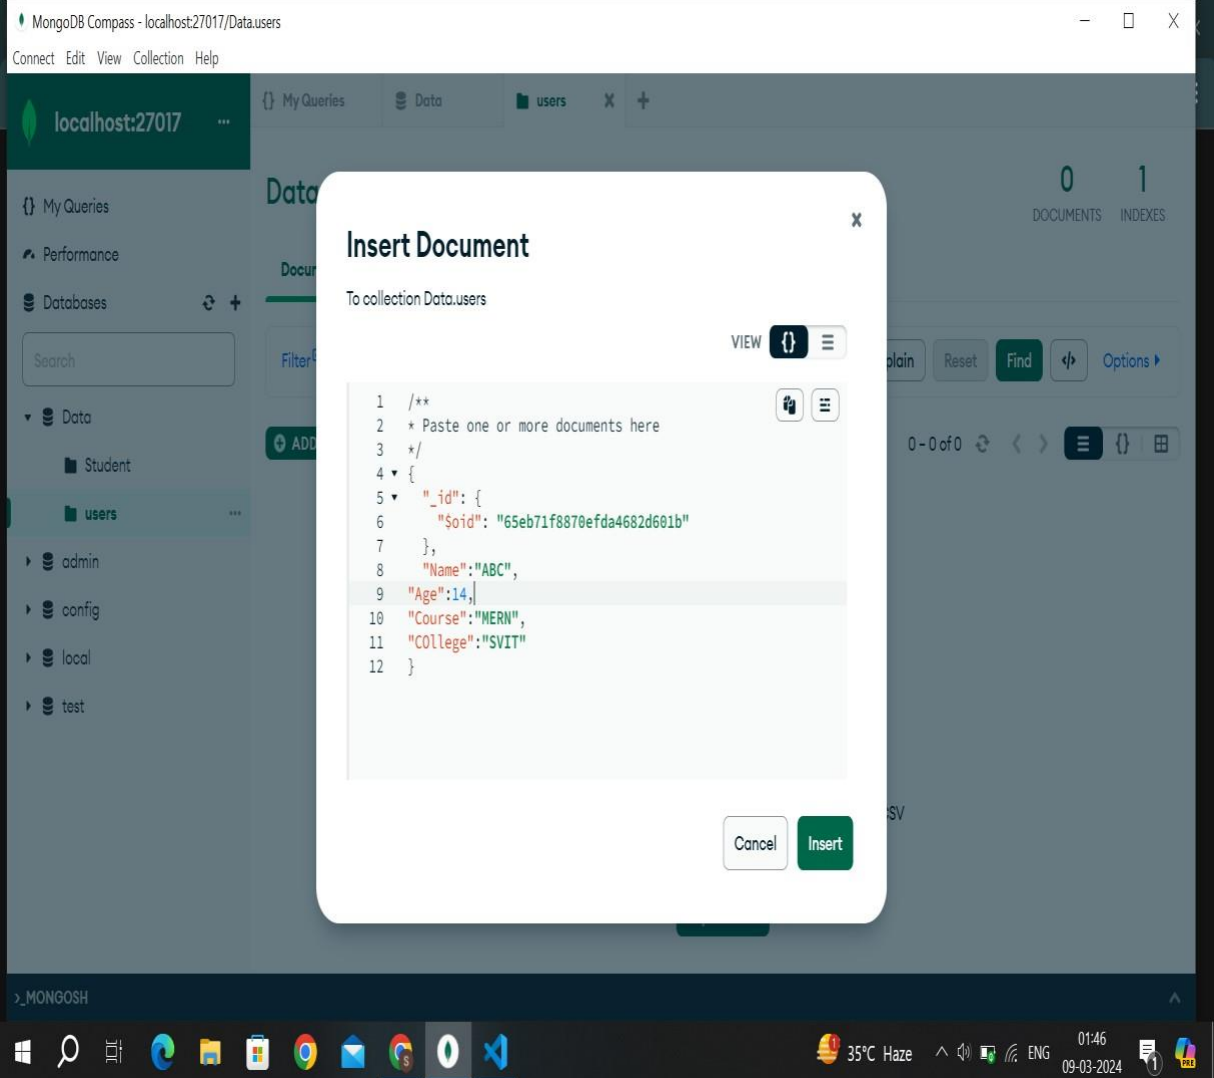 MongoDB Compass - localhost:27017/Data.users
Connect Edit View Collection Help
localhost:27017 ...
{} My Queries
Data
users
My Queries
Performance
Databases
Search
Data
Student
users ...
admin
config
local
test
Data
0
DOCUMENTS
1
INDEXES
Docu
Filter
plain
Reset
Find
</>
Options
ADD
0 - 0 of 0
{}
Insert Document
To collection Data.users
VIEW {}
1 /**
2 * Paste one or more documents here
3 */
4 {
5 "_id": {
6 "$oid": "65eb71f8870efda4682d601b"
7 },
8 "Name":"ABC",
9 "Age":14,
10 "Course":"MERN",
11 "COllege":"SVIT"
12 }
Cancel
Insert
SV
>_MONGOSH
1
35°C Haze
ENG
01:46
09-03-2024
1
PRE